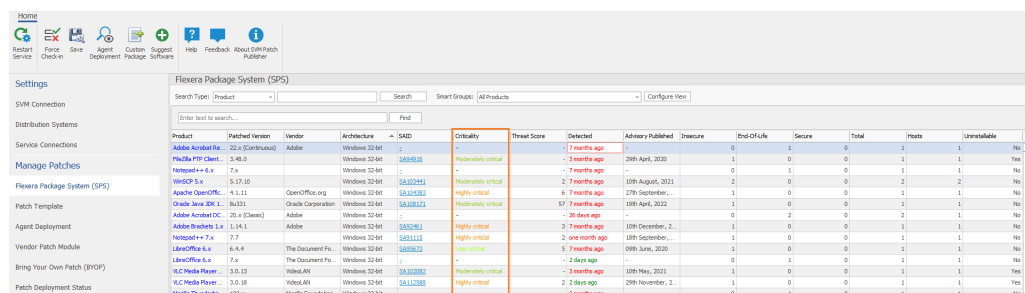 Home
Restart Service
Force Check-in
Save
Agent Deployment
Custom Package
Suggest Software
Help
Feedback
About SVM Patch Publisher
Settings
SVM Connection
Distribution Systems
Service Connections
Manage Patches
Flexera Package System (SPS)
Patch Template
Agent Deployment
Vendor Patch Module
Bring Your Own Patch (BYOP)
Patch Deployment Status
Flexera Package System (SPS)
Search Type: Product Search Smart Groups: All Products Configure View
Enter text to search... Find
Product Patched Version Vendor Architecture SAID Criticality Threat Score Detected Advisory Published Insecure End-Of-Life Secure Total Hosts Uninstallable
Adobe Acrobat Re... 22.x (Continuous) Adobe Windows 32-bit - - - 7 months ago - 0 1 0 1 1 No
FileZilla FTP Client... 3.48.0 Windows 32-bit SA94916 Moderately critical - 3 months ago 29th April, 2020 1 0 0 1 1 Yes
Notepad++ 6.x 7.x Windows 32-bit - - - 7 months ago - 0 1 0 1 1 No
WinSCP 5.x 5.17.10 Windows 32-bit SA103441 Moderately critical 2 7 months ago 10th August, 2021 2 0 0 2 2 No
Apache OpenOffic... 4.1.11 OpenOffice.org Windows 32-bit SA104383 Highly critical 6 7 months ago 27th September,... 1 0 0 1 1 No
Oracle Java JDK 1... 8u331 Oracle Corporation Windows 32-bit SA108171 Moderately critical 57 7 months ago 19th April, 2022 1 0 0 1 1 No
Adobe Acrobat DC... 20.x (Classic) Adobe Windows 32-bit - - - 26 days ago - 0 2 0 2 1 No
Adobe Brackets 1.x 1.14.1 Adobe Windows 32-bit SA92461 Highly critical 3 7 months ago 10th December, 2... 1 0 0 1 1 No
Notepad++ 7.x 7.7 Windows 32-bit SA91115 Highly critical 2 one month ago 18th September,... 1 0 0 1 1 No
LibreOffice 6.x 6.4.4 The Document Fo... Windows 32-bit SA95673 Less critical 5 7 months ago 09th June, 2020 1 0 0 1 1 No
LibreOffice 6.x 7.x The Document Fo... Windows 32-bit - - - 2 days ago - 0 1 0 1 1 No
VLC Media Player... 3.0.13 VideoLAN Windows 32-bit SA102082 Moderately critical - 3 months ago 10th May, 2021 1 0 0 1 1 Yes
VLC Media Player... 3.0.18 VideoLAN Windows 32-bit SA112588 Highly critical 2 2 days ago 29th November, 2... 1 0 0 1 1 Yes